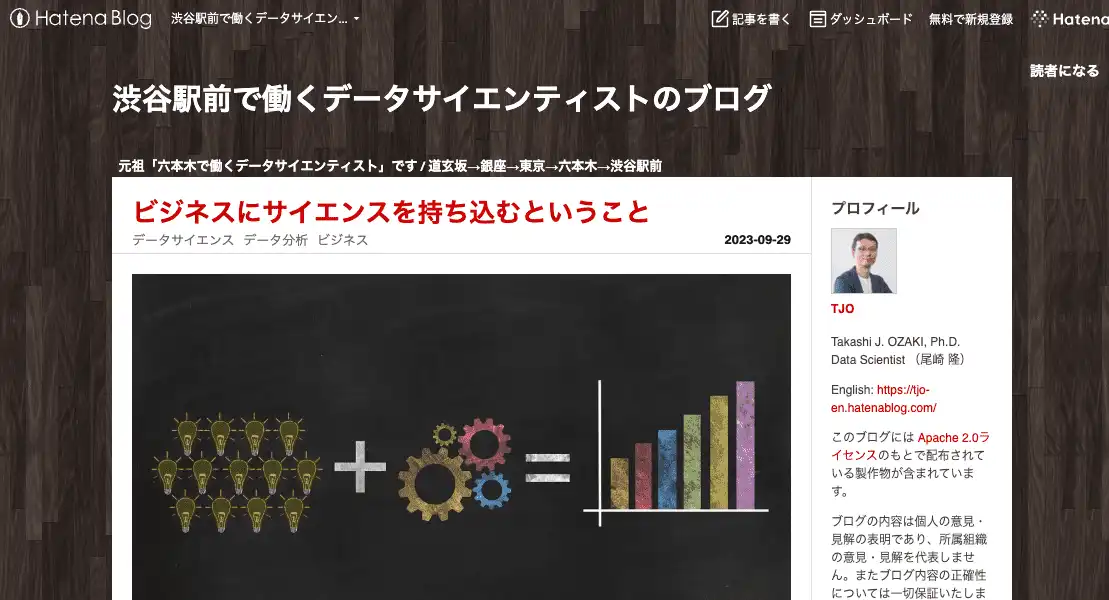 Hatena Blog
渋谷駅前で働くデータサイエン...
記事を書く
ダッシュボード
無料で新規登録
Hatena
読者になる
渋谷駅前で働くデータサイエンティストのブログ
元祖「六本木で働くデータサイエンティスト」です / 道玄坂→銀座→東京→六本木→渋谷駅前
ビジネスにサイエンスを持ち込むということ
データサイエンス データ分析 ビジネス
2023-09-29
プロフィール
TJO
Takashi J. OZAKI, Ph.D.
Data Scientist （尾崎 隆）
English: https://tjo-
en.hatenablog.com/
このブログには Apache 2.0ラ
イセンスのもとで配布されて
いる製作物が含まれていま
す。
ブログの内容は個人の意見・
見解の表明であり、所属組織
の意見・見解を代表しませ
ん。またブログ内容の正確性
については一切保証いたしま